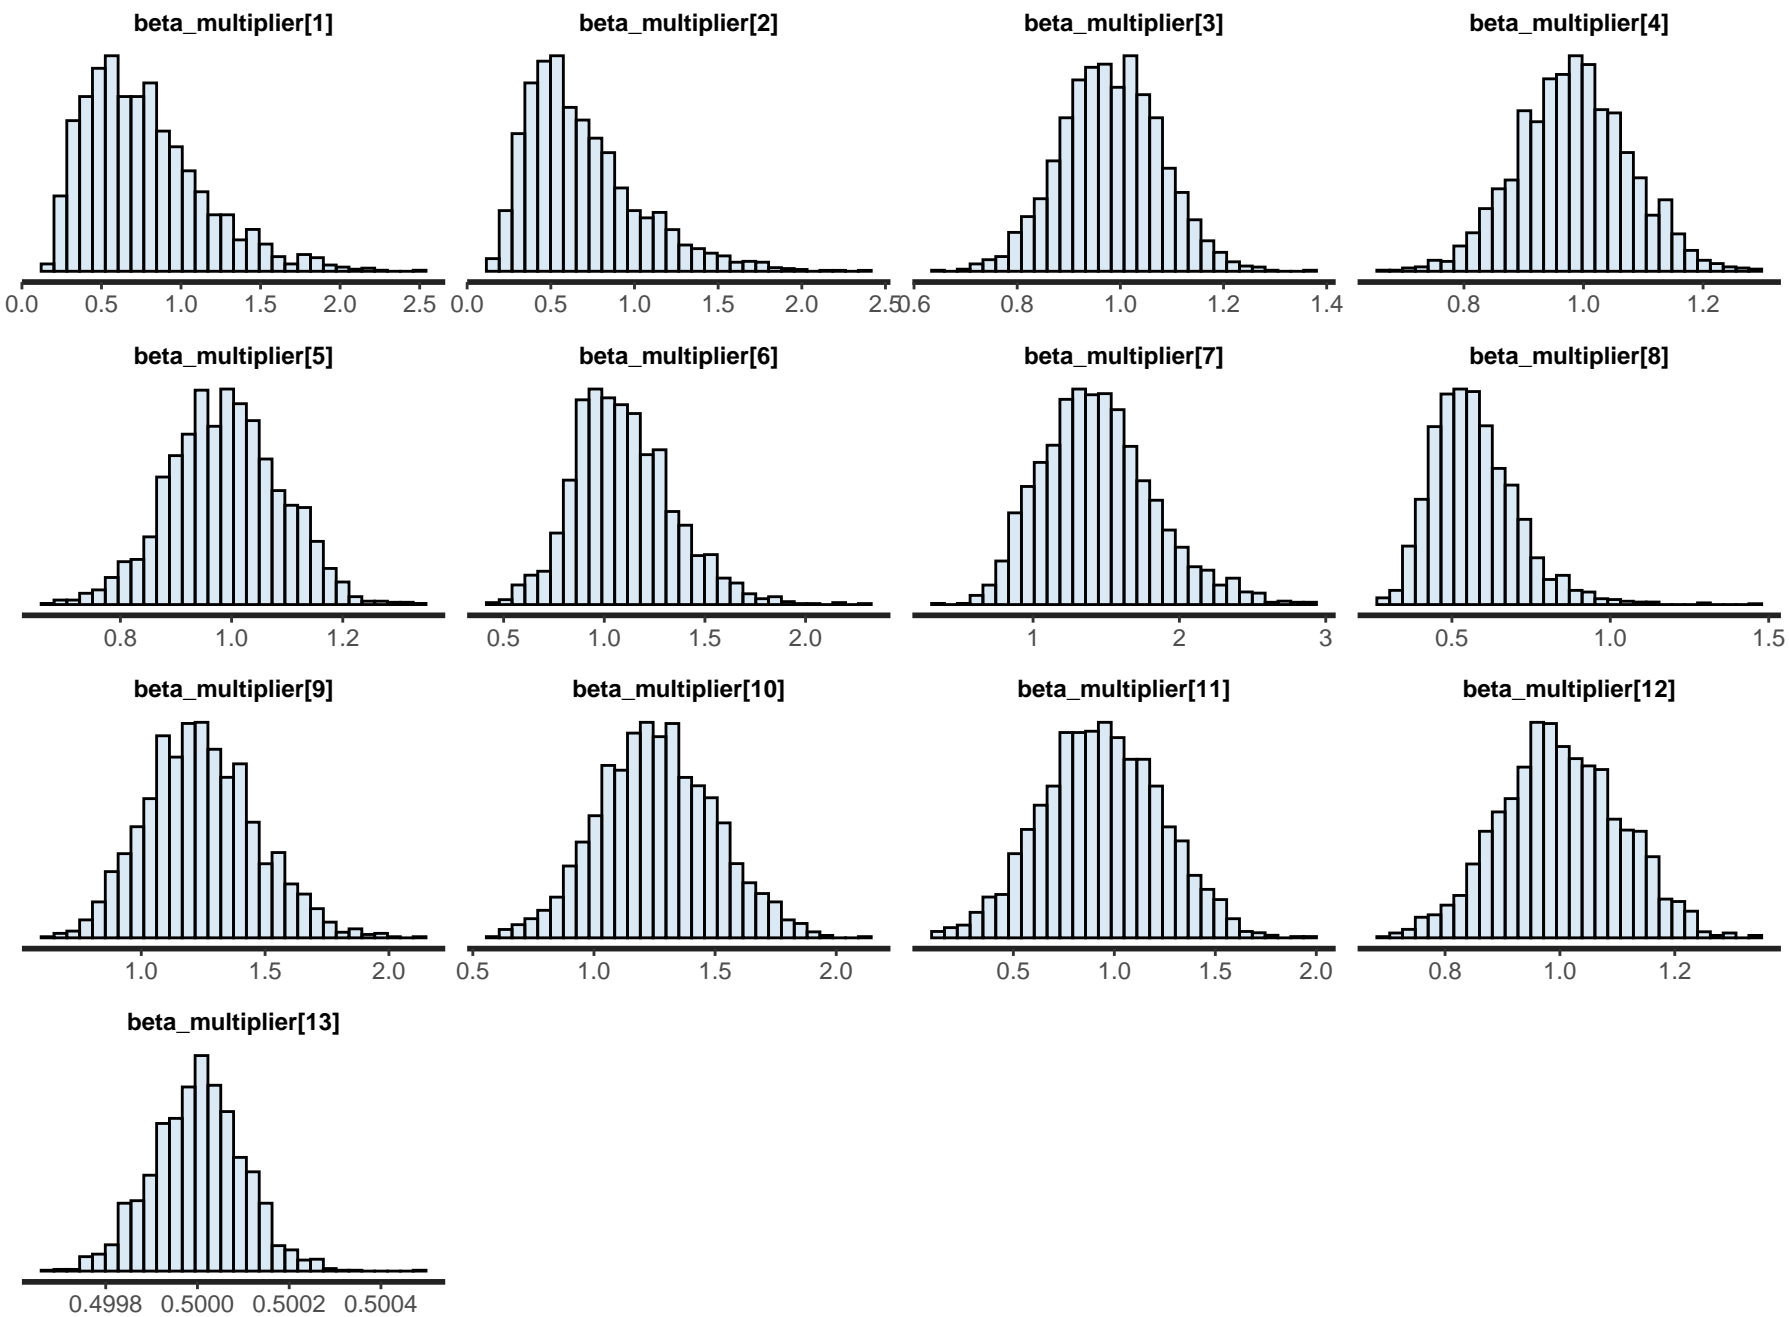 beta_multiplier[1] beta_multiplier[2] beta_multiplier[3] beta_multiplier[4]
0.0 0.5 1.0 1.5 2.0 2.5 0.0 0.5 1.0 1.5 2.0 2.5 0.6 0.8 1.0 1.2 1.4 0.8 1.0 1.2
beta_multiplier[5] beta_multiplier[6] beta_multiplier[7] beta_multiplier[8]
0.8 1.0 1.2 0.5 1.0 1.5 2.0 1 2 3 0.5 1.0 1.5
beta_multiplier[9] beta_multiplier[10] beta_multiplier[11] beta_multiplier[12]
1.0 1.5 2.0 0.5 1.0 1.5 2.0 0.5 1.0 1.5 2.0 0.8 1.0 1.2
beta_multiplier[13]
0.4998 0.5000 0.5002 0.5004